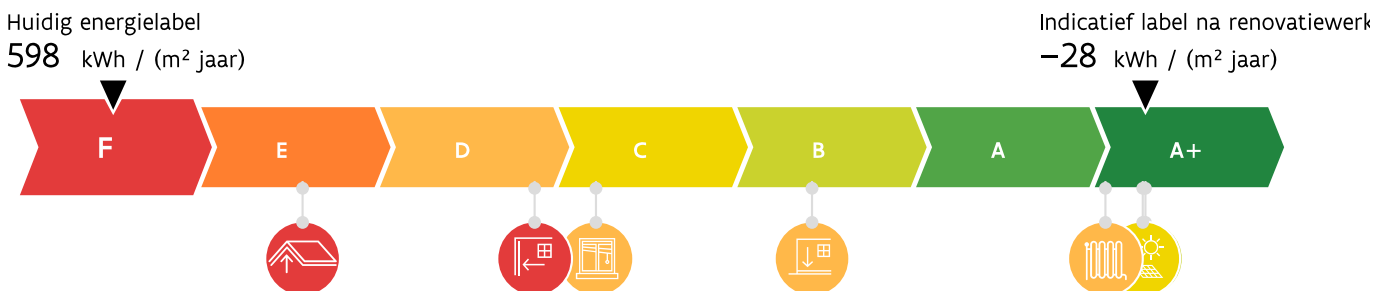 Huidig energielabel
598 kWh / (m² jaar)
Indicatief label na renovatiewerk
−28 kWh / (m² jaar)
F
E
D
C
B
A
A+